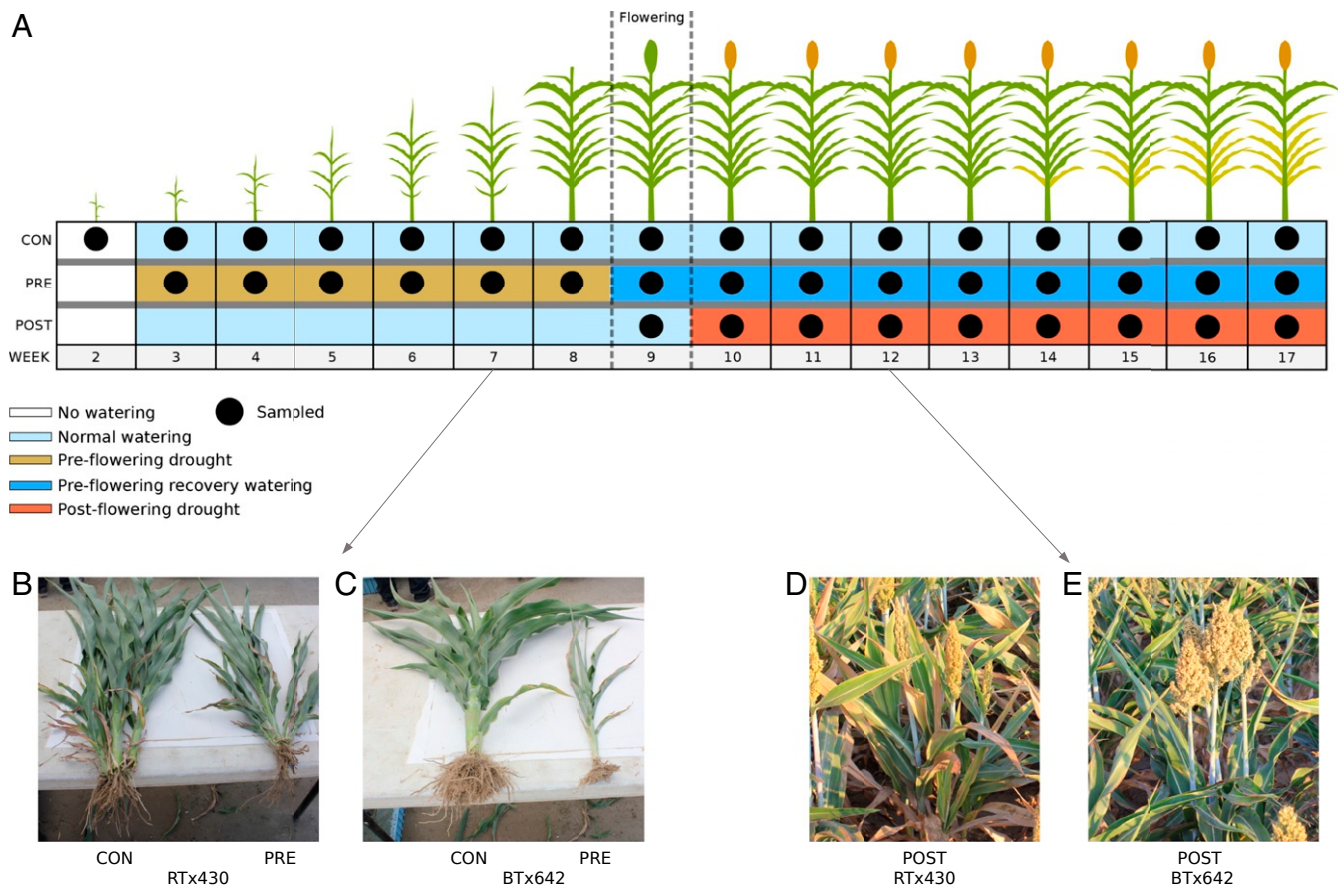 A
Flowering
CON
PRE
POST
WEEK 2 3 4 5 6 7 8 9 10 11 12 13 14 15 16 17
No watering
Sampled
Normal watering
Pre-flowering drought
Pre-flowering recovery watering
Post-flowering drought
B C D E
CON PRE CON PRE POST POST
RTx430 BTx642 RTx430 BTx642